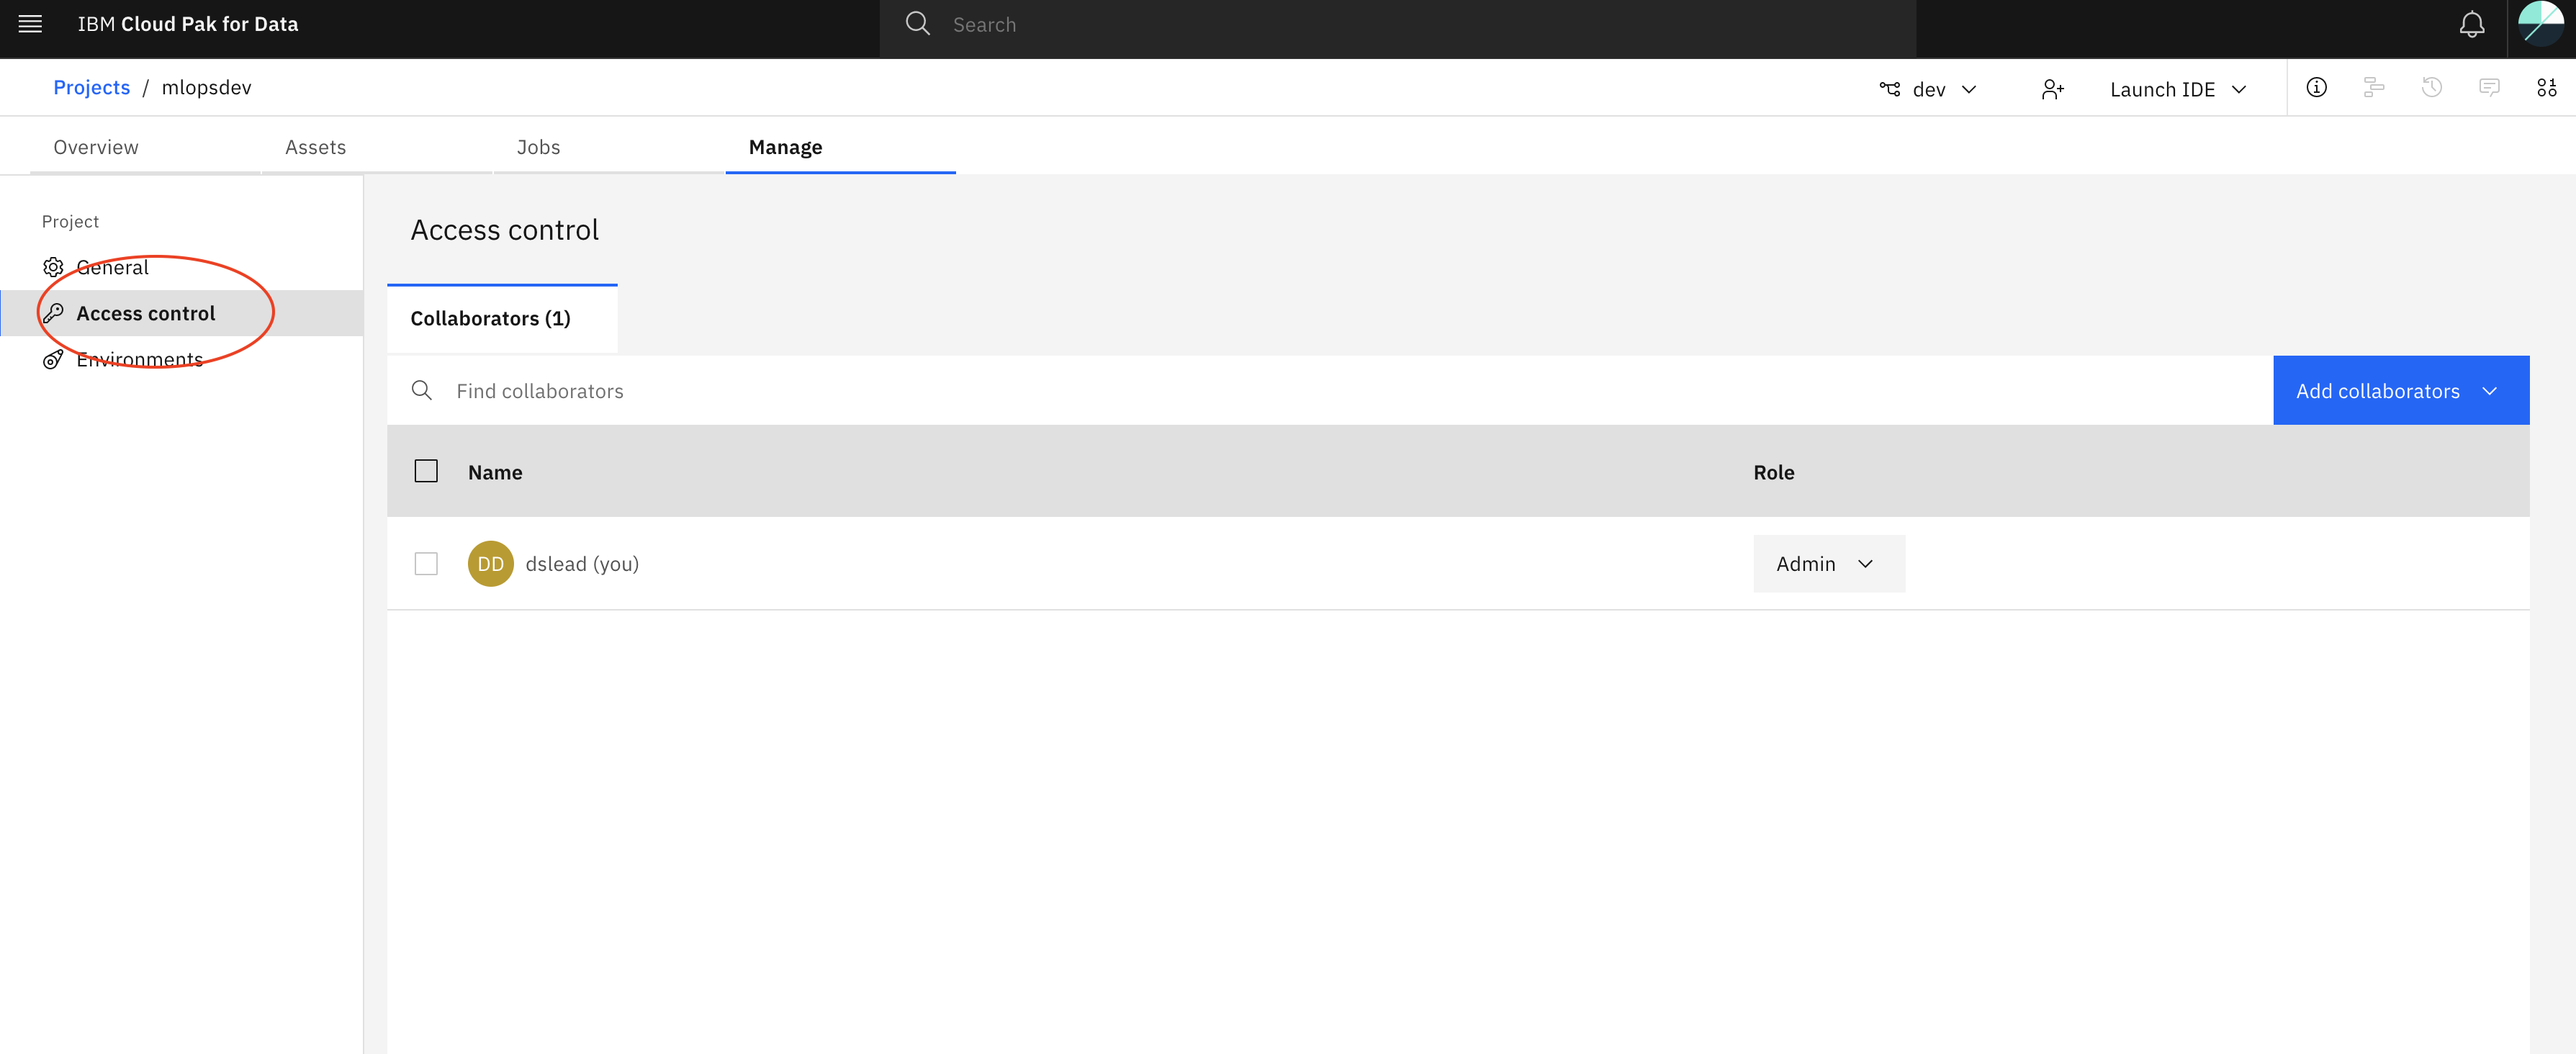 IBM Cloud Pak for Data
Search
Projects / mlopsdev
dev
Launch IDE
Overview
Assets
Jobs
Manage
Project
General
Access control
Environments
Access control
Collaborators (1)
Find collaborators
Add collaborators
Name
Role
DD
dslead (you)
Admin